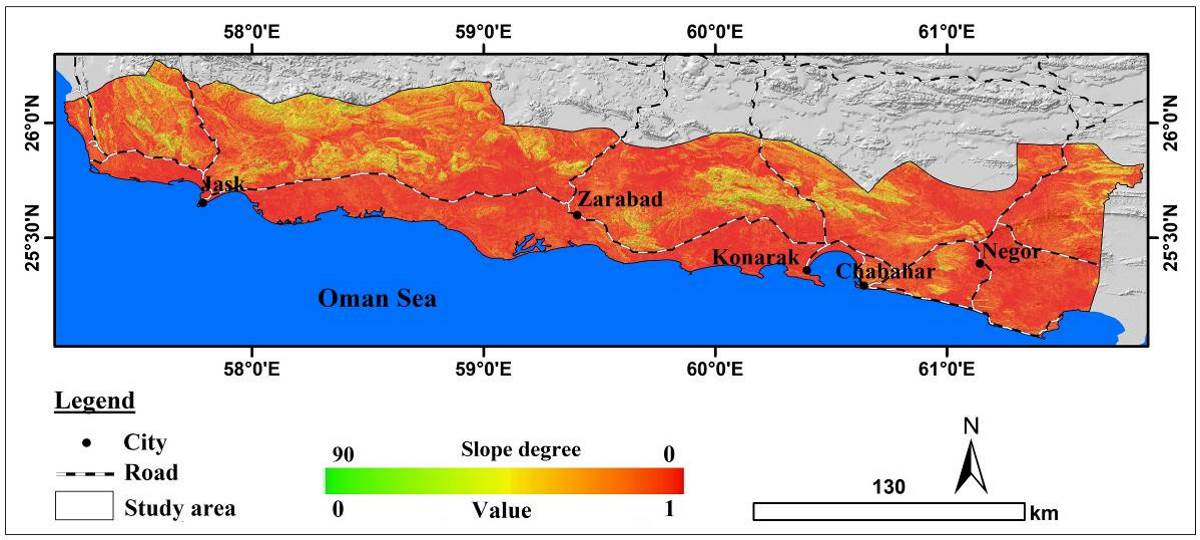 58°0'E 59°0'E 60°0'E 61°0'E
26°0'N 26°0'N
Jask
Zarabad
25°30'N 25°30'N
Konarak Negor
Chabahar
Oman Sea
58°0'E 59°0'E 60°0'E 61°0'E
Legend
City
Road
Study area
90 Slope degree 0
0 Value 1
N
130
km